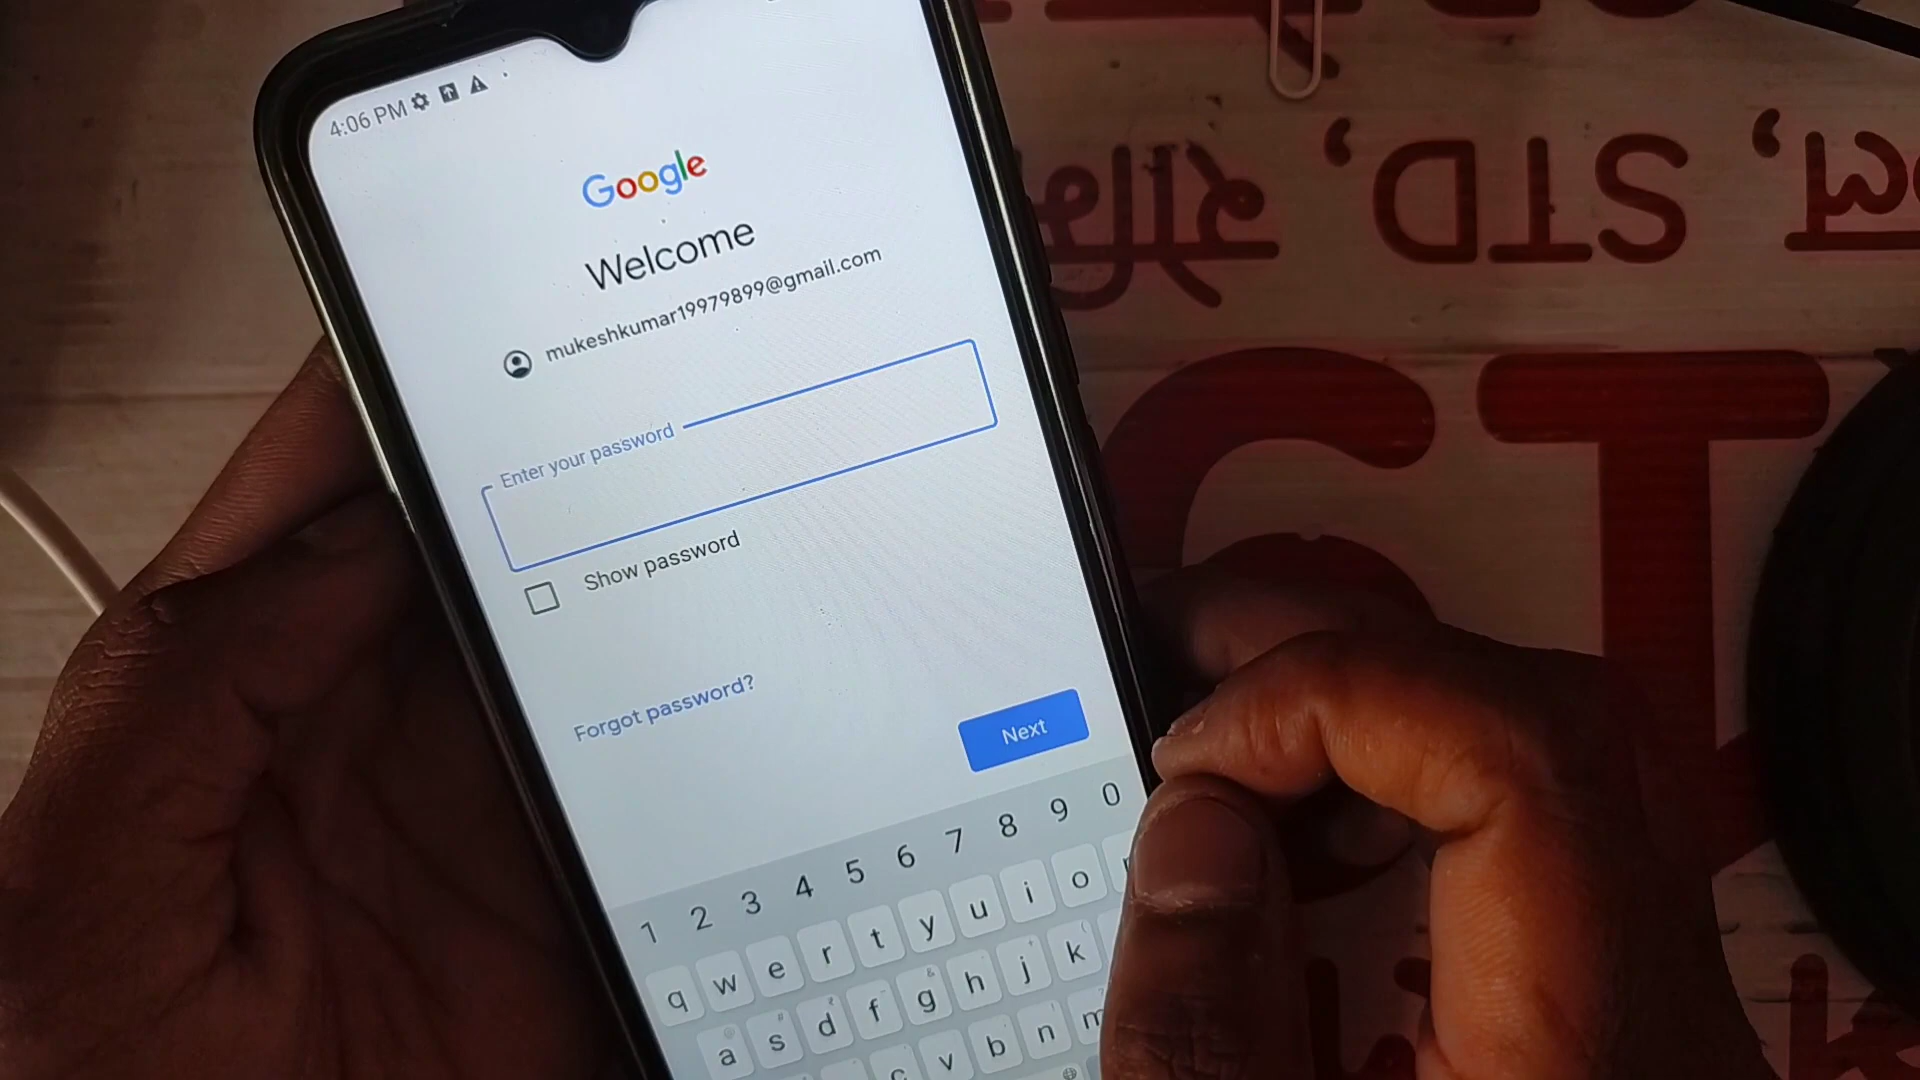 4:06 PM
Google
Welcome
mukeshkumar19979899@gmail.com
Enter your password
Show password
Forgot password?
Next
1 2 3 4 5 6 7 8 9 0
q w e r t y u i o
a s d f g h j k
c v b n m
STD,